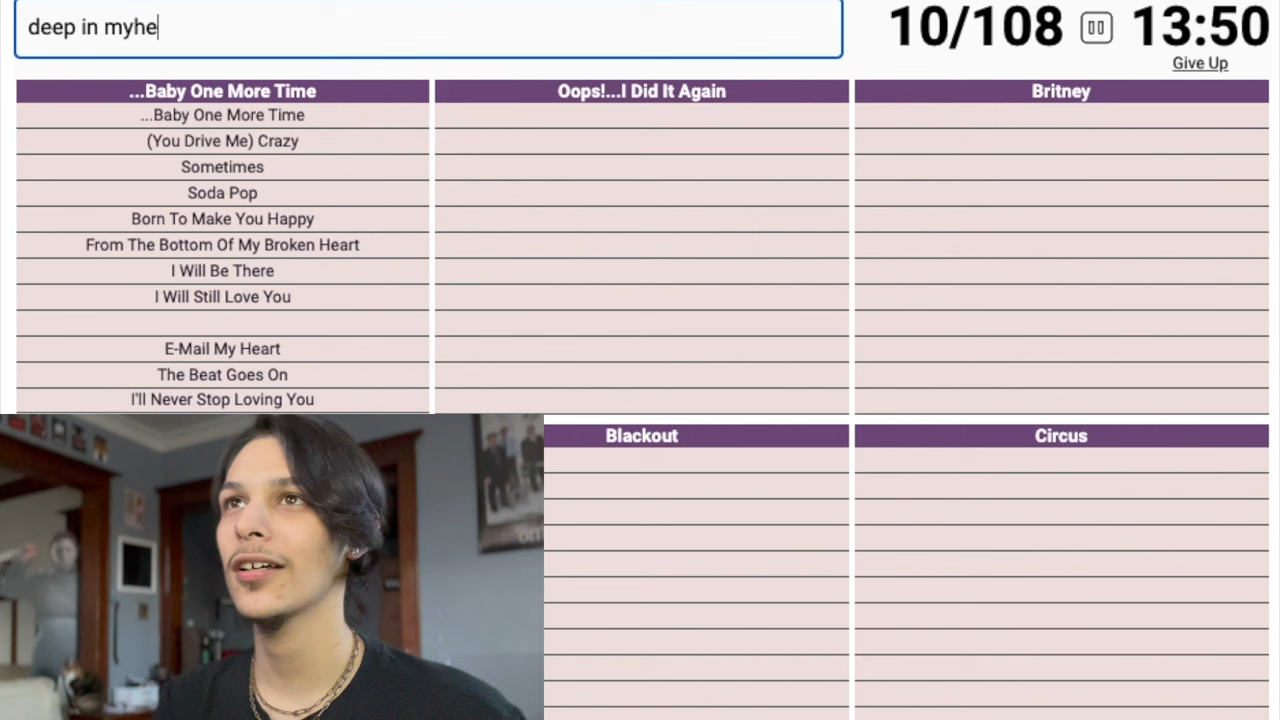 deep in myhe
10/108
13:50
Give Up
...Baby One More Time
Oops!...I Did It Again
Britney
...Baby One More Time
(You Drive Me) Crazy
Sometimes
Soda Pop
Born To Make You Happy
From The Bottom Of My Broken Heart
I Will Be There
I Will Still Love You
E-Mail My Heart
The Beat Goes On
I'll Never Stop Loving You
Blackout
Circus